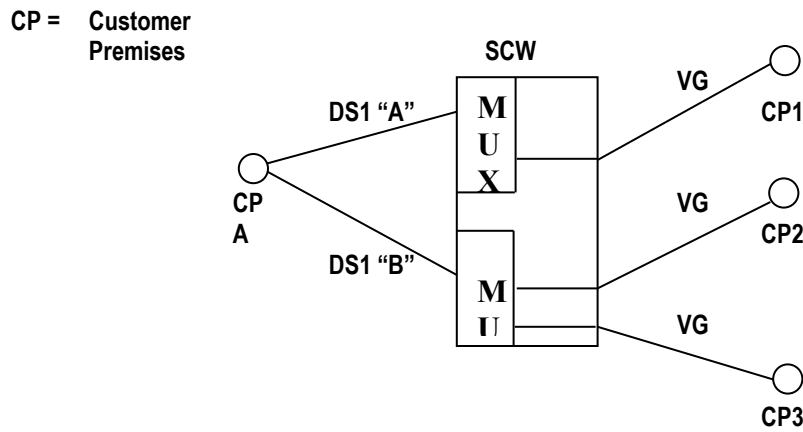 CP = Customer
Premises
SCW
VG
DS1 “A”
M
U
X
CP1
CP
A
VG
CP2
DS1 “B”
M
U
VG
CP3